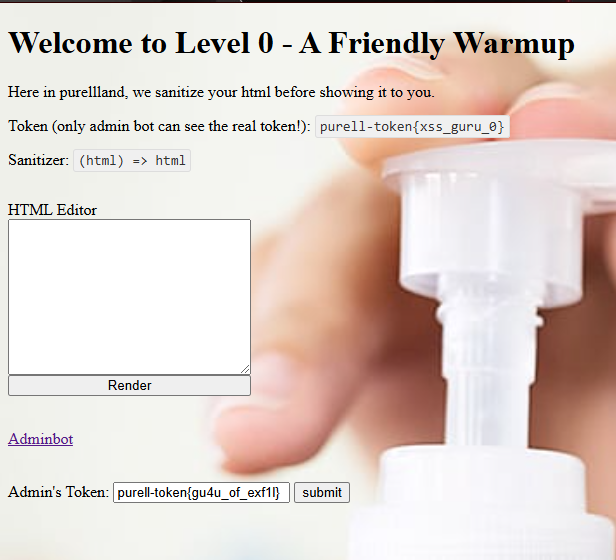 Welcome to Level 0 - A Friendly Warmup
Here in purellland, we sanitize your html before showing it to you.
Token (only admin bot can see the real token!): purell-token{xss_guru_0}
Sanitizer: (html) => html
HTML Editor
Render
Adminbot
Admin's Token: purell-token{gu4u_of_exf1l} submit